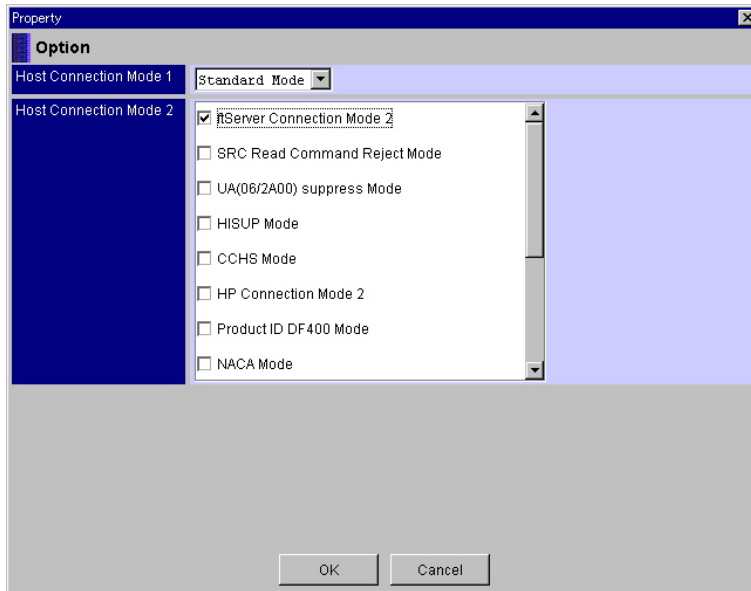 Property
Option
Host Connection Mode 1
Standard Mode
Host Connection Mode 2
ftServer Connection Mode 2
SRC Read Command Reject Mode
UA(06/2A00) suppress Mode
HISUP Mode
CCHS Mode
HP Connection Mode 2
Product ID DF400 Mode
NACA Mode
OK
Cancel